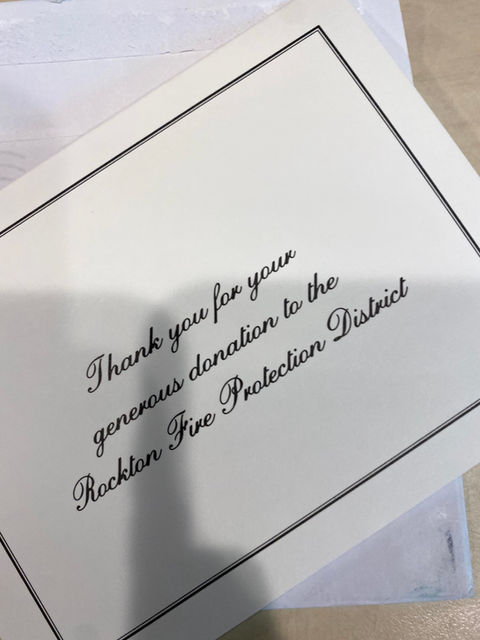 Thank you for your
generous donation to the
Rockton Fire Protection District